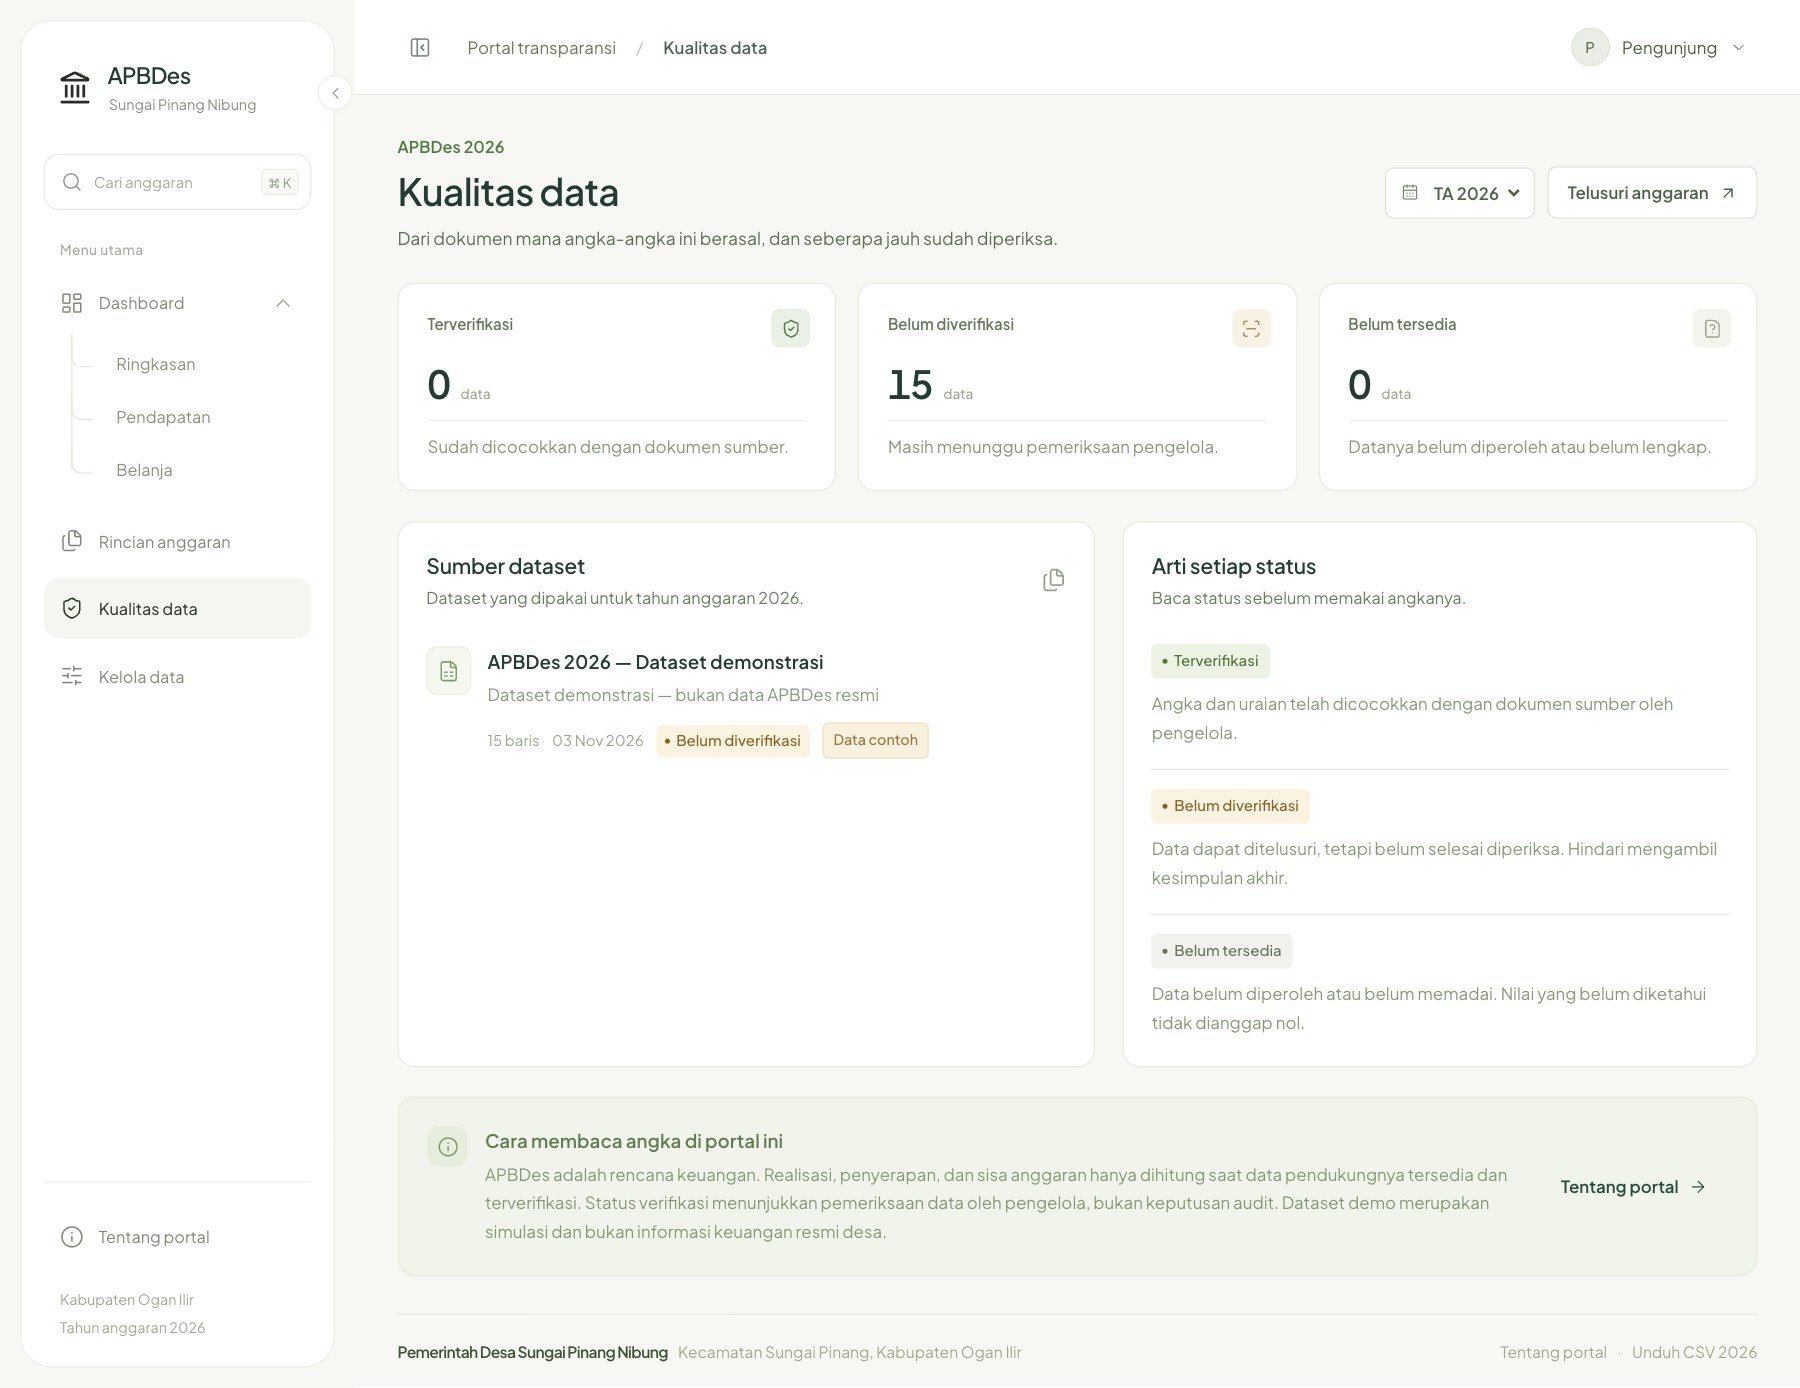 APBDes
Sungai Pinang Nibung
Cari anggaran
⌘ K
Menu utama
Dashboard
Ringkasan
Pendapatan
Belanja
Rincian anggaran
Kualitas data
Kelola data
Tentang portal
Kabupaten Ogan Ilir
Tahun anggaran 2026
Portal transparansi / Kualitas data
P Pengunjung
APBDes 2026
Kualitas data
Dari dokumen mana angka-angka ini berasal, dan seberapa jauh sudah diperiksa.
TA 2026
Telusuri anggaran
Terverifikasi
0 data
Sudah dicocokkan dengan dokumen sumber.
Belum diverifikasi
15 data
Masih menunggu pemeriksaan pengelola.
Belum tersedia
0 data
Datanya belum diperoleh atau belum lengkap.
Sumber dataset
Dataset yang dipakai untuk tahun anggaran 2026.
APBDes 2026 — Dataset demonstrasi
Dataset demonstrasi — bukan data APBDes resmi
15 baris 03 Nov 2026 • Belum diverifikasi Data contoh
Arti setiap status
Baca status sebelum memakai angkanya.
• Terverifikasi
Angka dan uraian telah dicocokkan dengan dokumen sumber oleh
pengelola.
• Belum diverifikasi
Data dapat ditelusuri, tetapi belum selesai diperiksa. Hindari mengambil
kesimpulan akhir.
• Belum tersedia
Data belum diperoleh atau belum memadai. Nilai yang belum diketahui
tidak dianggap nol.
Cara membaca angka di portal ini
APBDes adalah rencana keuangan. Realisasi, penyerapan, dan sisa anggaran hanya dihitung saat data pendukungnya tersedia dan
terverifikasi. Status verifikasi menunjukkan pemeriksaan data oleh pengelola, bukan keputusan audit. Dataset demo merupakan
simulasi dan bukan informasi keuangan resmi desa.
Tentang portal
Pemerintah Desa Sungai Pinang Nibung Kecamatan Sungai Pinang, Kabupaten Ogan Ilir
Tentang portal · Unduh CSV 2026